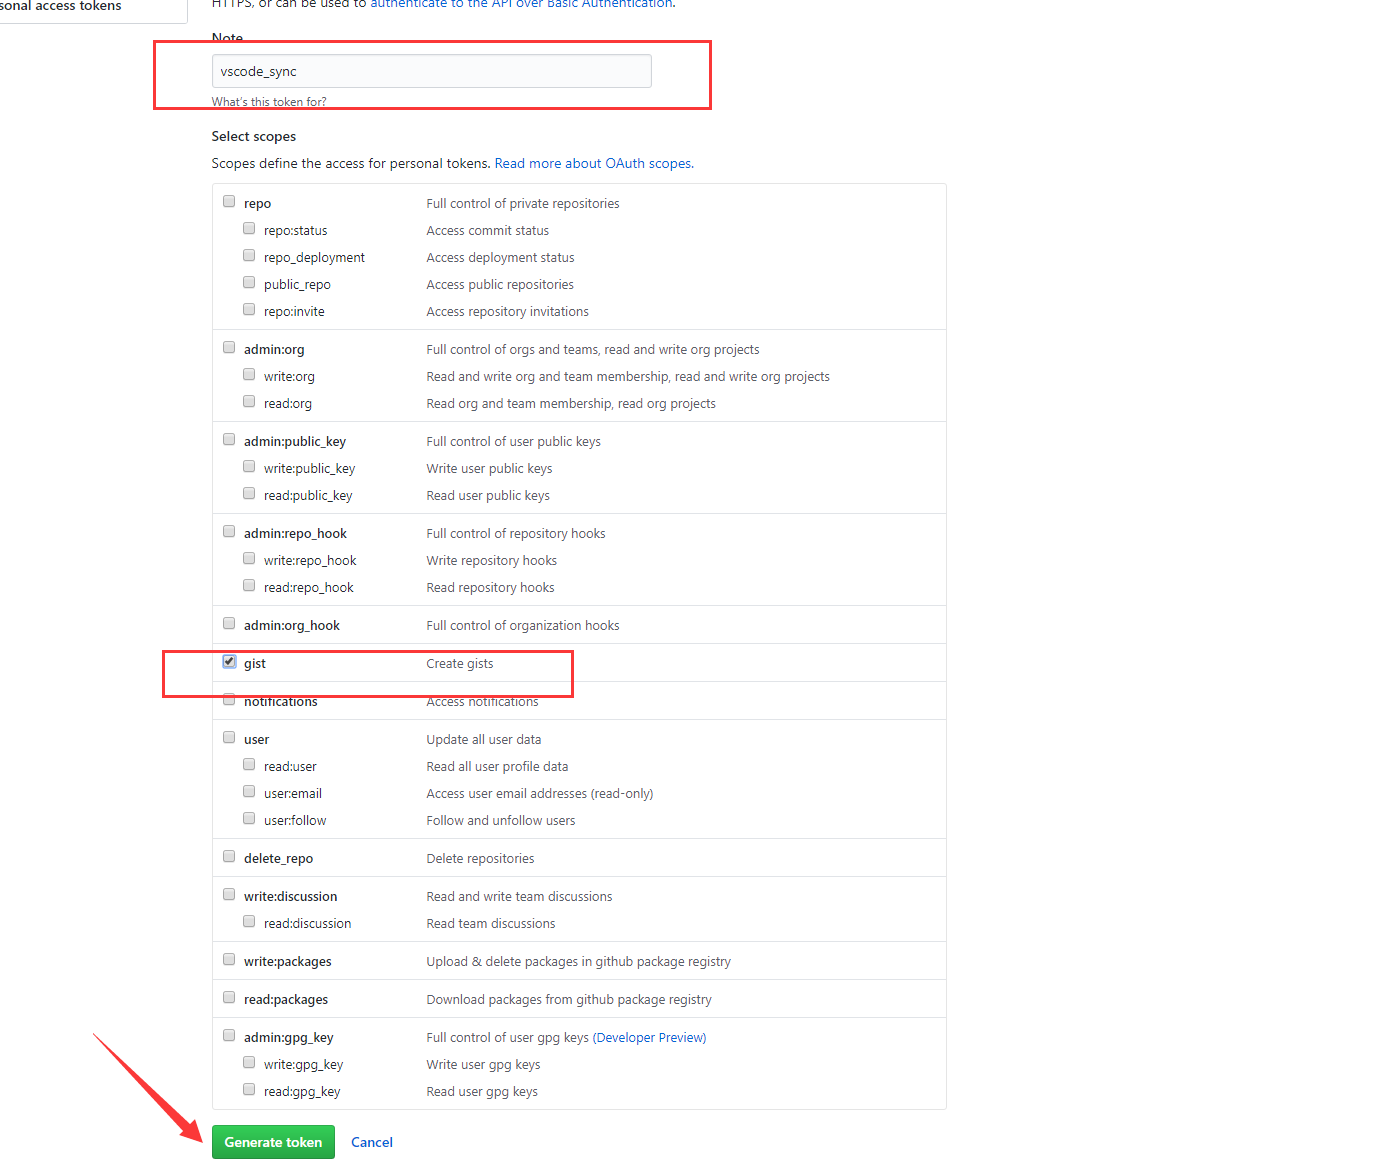 sonal access tokens
HTTPS, or can be used to authenticate to the API over Basic Authentication.
Note
vscode_sync
What's this token for?
Select scopes
Scopes define the access for personal tokens. Read more about OAuth scopes.
repo Full control of private repositories
repo:status Access commit status
repo_deployment Access deployment status
public_repo Access public repositories
repo:invite Access repository invitations
admin:org Full control of orgs and teams, read and write org projects
write:org Read and write org and team membership, read and write org projects
read:org Read org and team membership, read org projects
admin:public_key Full control of user public keys
write:public_key Write user public keys
read:public_key Read user public keys
admin:repo_hook Full control of repository hooks
write:repo_hook Write repository hooks
read:repo_hook Read repository hooks
admin:org_hook Full control of organization hooks
gist Create gists
notifications Access notifications
user Update all user data
read:user Read all user profile data
user:email Access user email addresses (read-only)
user:follow Follow and unfollow users
delete_repo Delete repositories
write:discussion Read and write team discussions
read:discussion Read team discussions
write:packages Upload & delete packages in github package registry
read:packages Download packages from github package registry
admin:gpg_key Full control of user gpg keys (Developer Preview)
write:gpg_key Write user gpg keys
read:gpg_key Read user gpg keys
Generate token Cancel